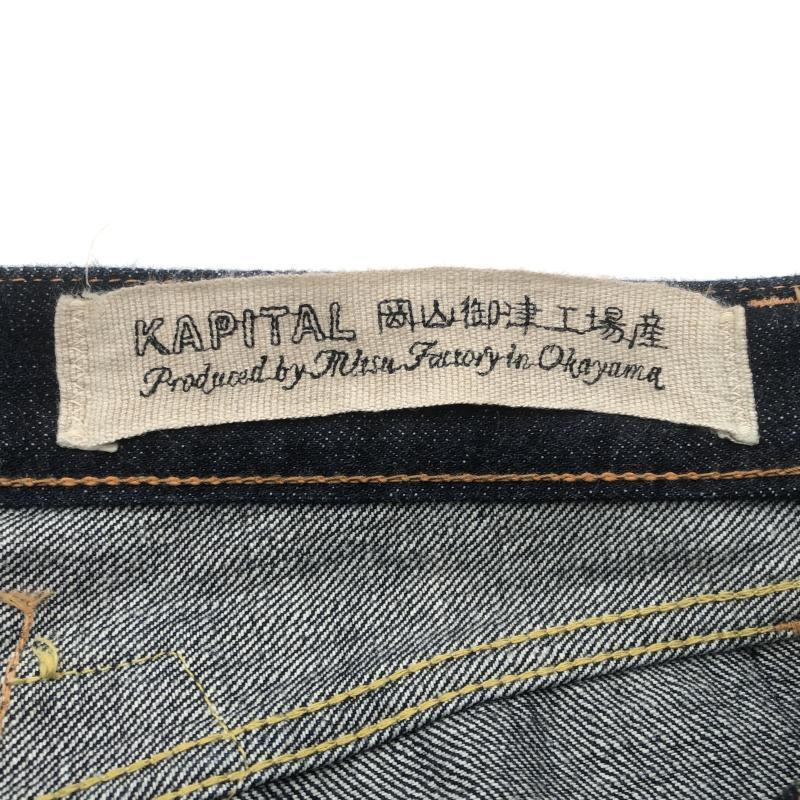 KAPITAL 岡山御津工場産
Produced by Mitsu Factory in Okayama